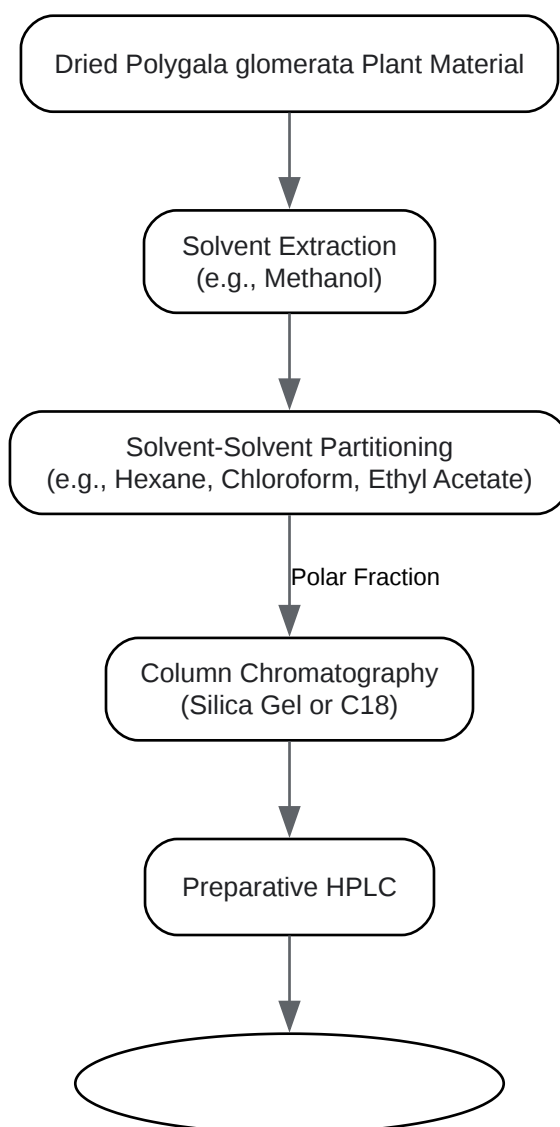 Dried Polygala glomerata Plant Material
Solvent Extraction
(e.g., Methanol)
Solvent-Solvent Partitioning
(e.g., Hexane, Chloroform, Ethyl Acetate)
Polar Fraction
Column Chromatography
(Silica Gel or C18)
Preparative HPLC